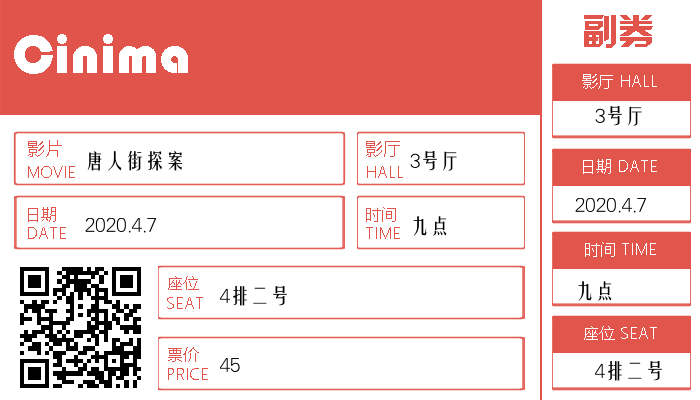 Cinima
影片 MOVIE 唐人街探案
影厅 HALL 3号厅
日期 DATE 2020.4.7
时间 TIME 九点
座位 SEAT 4排二号
票价 PRICE 45
副券
影厅 HALL
3号厅
日期 DATE
2020.4.7
时间 TIME
九点
座位 SEAT
4排二号